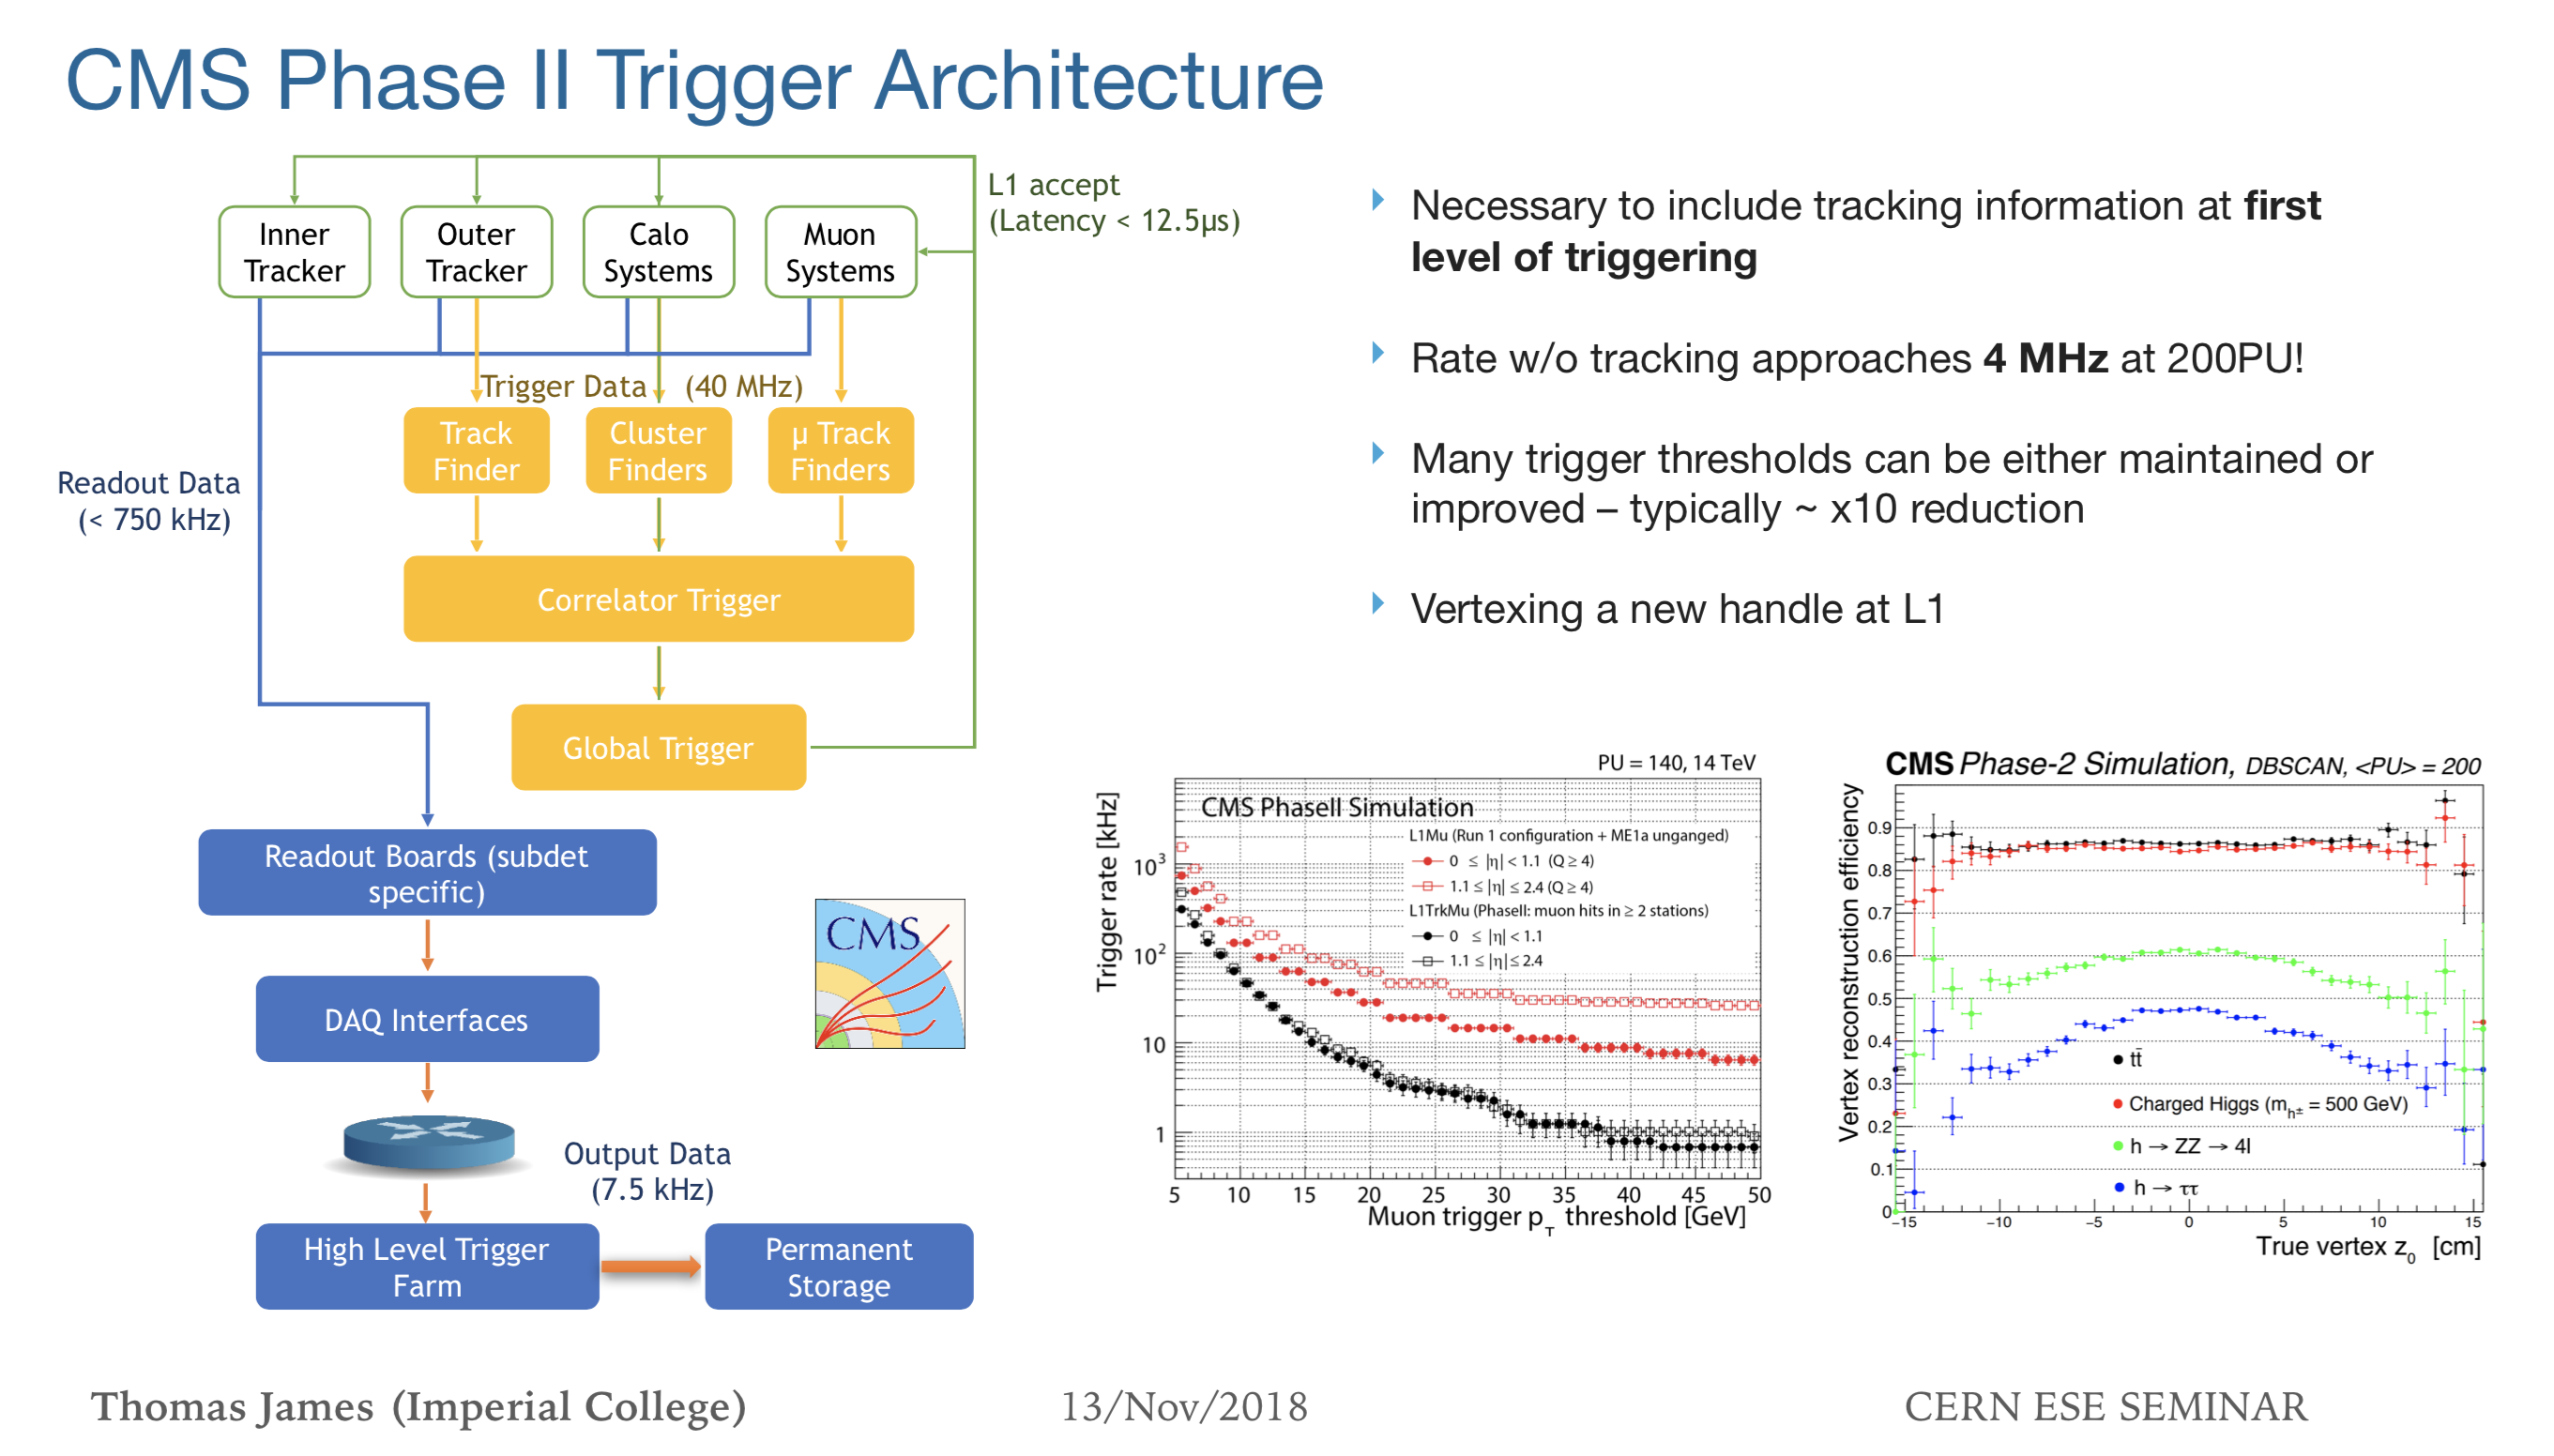 CMS Phase II Trigger Architecture
L1 accept
(Latency < 12.5µs)
Inner
Tracker
Outer
Tracker
Calo
Systems
Muon
Systems
Trigger Data (40 MHz)
Track
Finder
Cluster
Finders
µ Track
Finders
Readout Data
(< 750 kHz)
Correlator Trigger
Global Trigger
Readout Boards (subdet
specific)
CMS
DAQ Interfaces
Output Data
(7.5 kHz)
High Level Trigger
Farm
Permanent
Storage
Necessary to include tracking information at first
level of triggering
Rate w/o tracking approaches 4 MHz at 200PU!
Many trigger thresholds can be either maintained or
improved – typically ~ x10 reduction
Vertexing a new handle at L1
PU = 140, 14 TeV
CMS PhaseII Simulation
L1Mu (Run 1 configuration + ME1a unganged)
0 ≤ |η| < 1.1 (Q ≥ 4)
1.1 ≤ |η| ≤ 2.4 (Q ≥ 4)
L1TrkMu (PhaseII: muon hits in ≥ 2 stations)
0 ≤ |η| < 1.1
1.1 ≤ |η| ≤ 2.4
Trigger rate [kHz]
10³
10²
10
1
5 10 15 20 25 30 35 40 45 50
Muon trigger p_T threshold [GeV]
CMS Phase-2 Simulation, DBSCAN, <PU> = 200
Vertex reconstruction efficiency
0.9
0.8
0.7
0.6
0.5
0.4
0.3
0.2
0.1
0
tt̄
Charged Higgs (m_h± = 500 GeV)
h → ZZ → 4l
h → ττ
−15 −10 −5 0 5 10 15
True vertex z₀ [cm]
Thomas James (Imperial College)
13/Nov/2018
CERN ESE SEMINAR